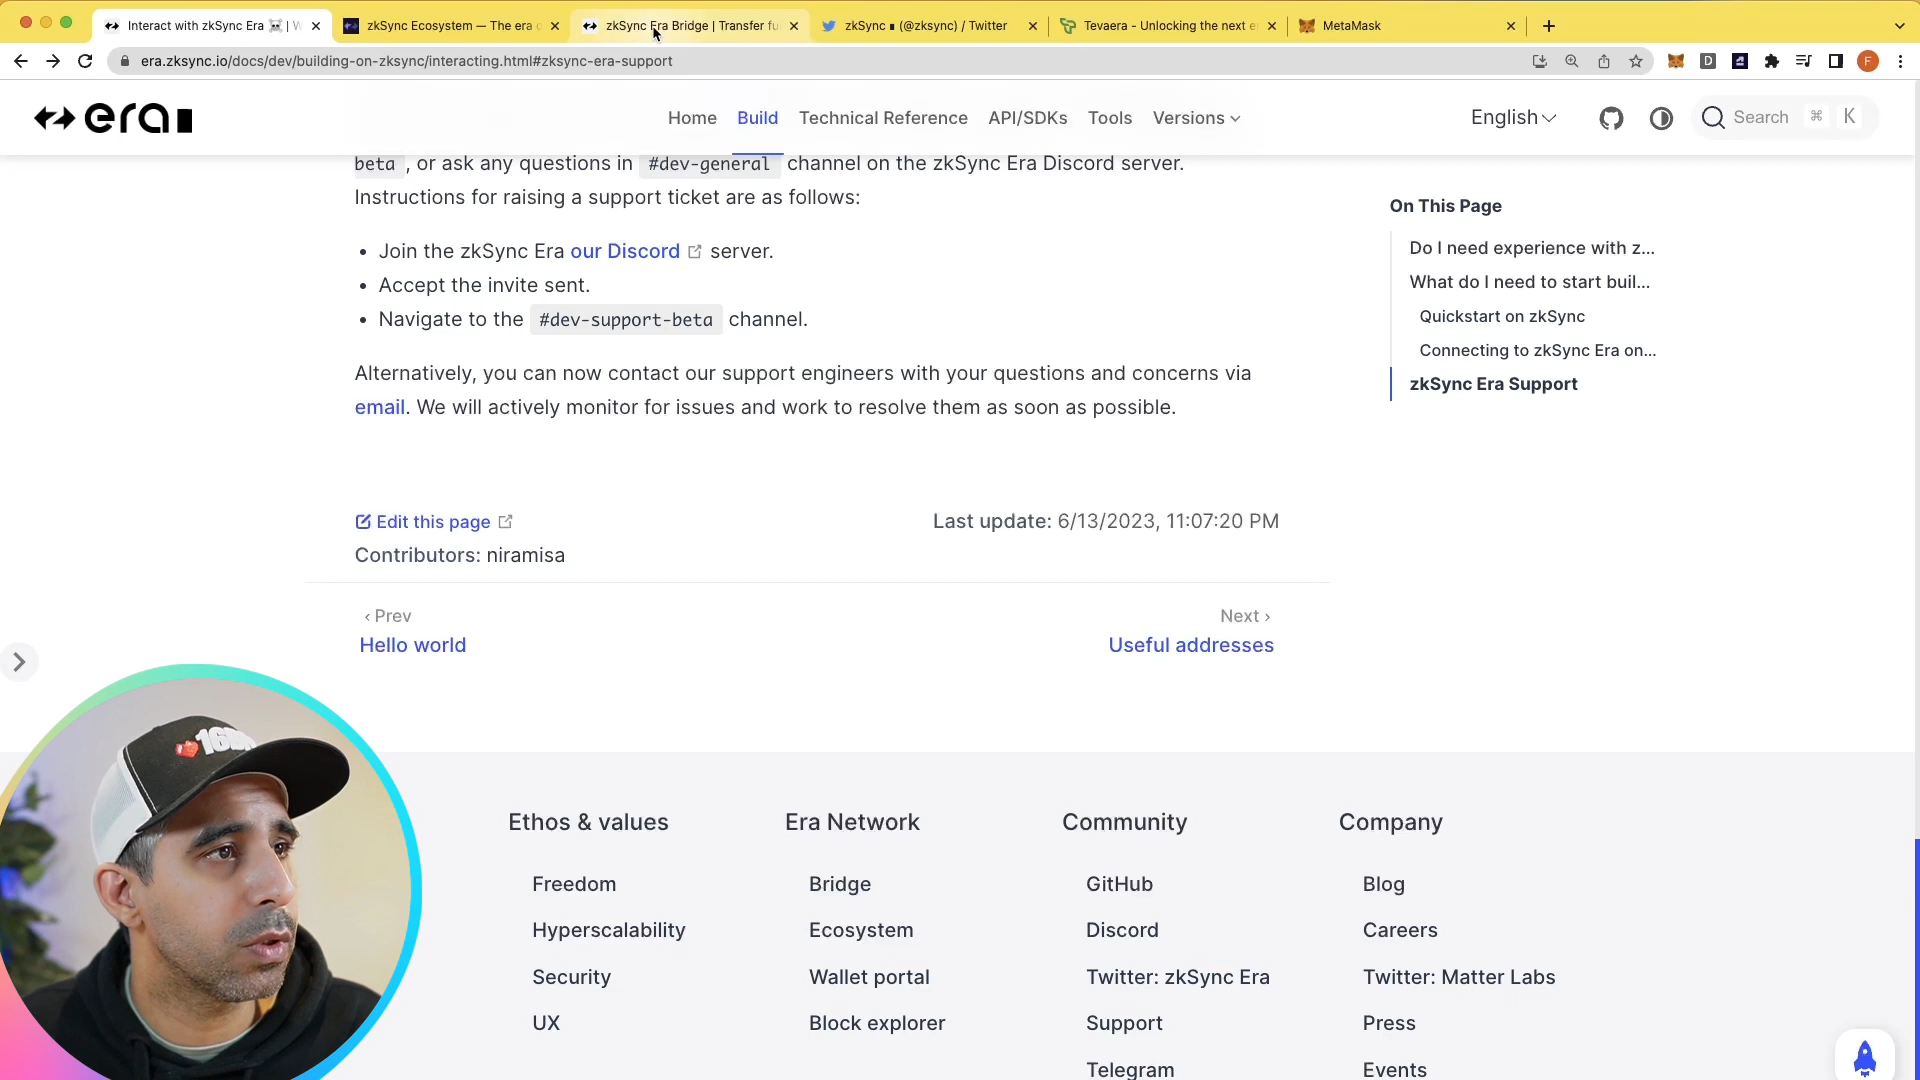 Interact with zkSync Era ☠️ | W
zkSync Ecosystem — The era o
zkSync Era Bridge | Transfer fu
zkSync ∎ (@zksync) / Twitter
Tevaera - Unlocking the next e
MetaMask
era.zksync.io/docs/dev/building-on-zksync/interacting.html#zksync-era-support
era
Home
Build
Technical Reference
API/SDKs
Tools
Versions
English
Search ⌘ K
beta , or ask any questions in #dev-general channel on the zkSync Era Discord server.
Instructions for raising a support ticket are as follows:
• Join the zkSync Era our Discord server.
• Accept the invite sent.
• Navigate to the #dev-support-beta channel.
Alternatively, you can now contact our support engineers with your questions and concerns via
email. We will actively monitor for issues and work to resolve them as soon as possible.
On This Page
Do I need experience with z...
What do I need to start buil...
Quickstart on zkSync
Connecting to zkSync Era on...
zkSync Era Support
Edit this page
Last update: 6/13/2023, 11:07:20 PM
Contributors: niramisa
‹ Prev
Hello world
Next ›
Useful addresses
Ethos & values
Freedom
Hyperscalability
Security
UX
Era Network
Bridge
Ecosystem
Wallet portal
Block explorer
Community
GitHub
Discord
Twitter: zkSync Era
Support
Telegram
Company
Blog
Careers
Twitter: Matter Labs
Press
Events